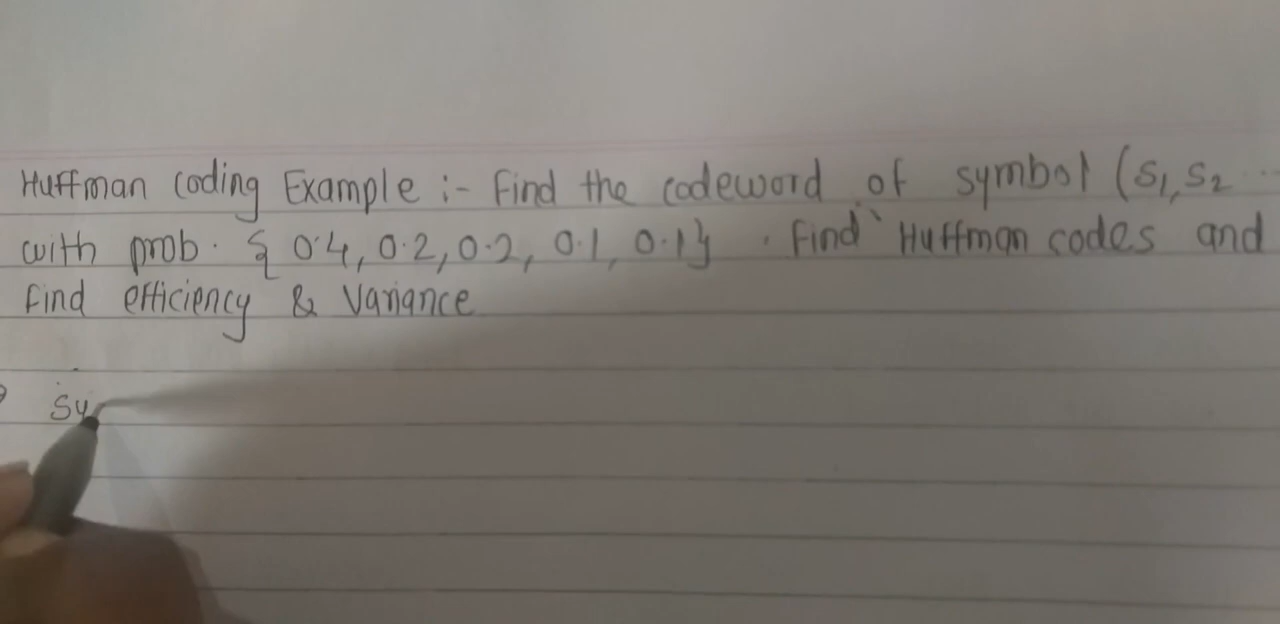 Huffman Coding Example :- Find the codeword of symbol (S1, S2 ..
with prob. { 0.4, 0.2, 0.2, 0.1, 0.1} . Find Huffman codes and
find efficiency & Variance
Sy